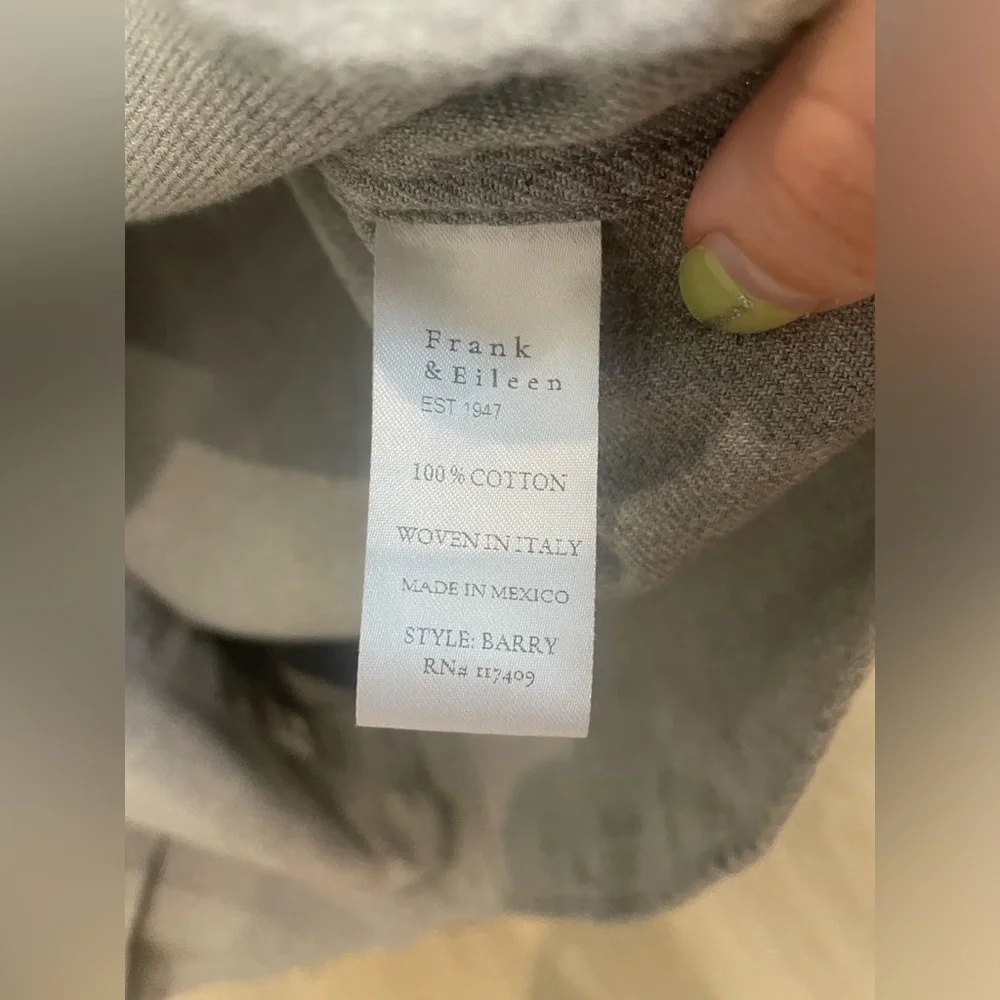 Frank
& Eileen
EST 1947
100% COTTON
WOVEN IN ITALY
MADE IN MEXICO
STYLE: BARRY
RN# 117409